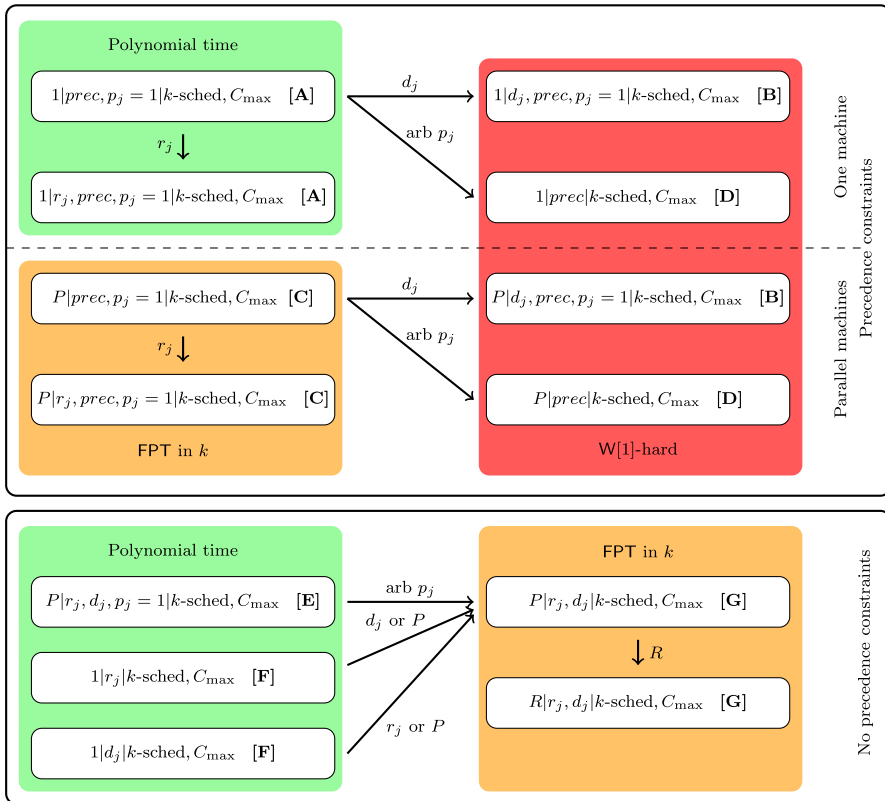 Polynomial time
1|prec, p_j = 1|k-sched, C_max [A]
r_j
1|r_j, prec, p_j = 1|k-sched, C_max [A]
d_j
arb p_j
1|d_j, prec, p_j = 1|k-sched, C_max [B]
1|prec|k-sched, C_max [D]
One machine
Precedence constraints
P|prec, p_j = 1|k-sched, C_max [C]
r_j
P|r_j, prec, p_j = 1|k-sched, C_max [C]
FPT in k
d_j
arb p_j
P|d_j, prec, p_j = 1|k-sched, C_max [B]
P|prec|k-sched, C_max [D]
W[1]-hard
Parallel machines
Polynomial time
P|r_j, d_j, p_j = 1|k-sched, C_max [E]
1|r_j|k-sched, C_max [F]
1|d_j|k-sched, C_max [F]
arb p_j
d_j or P
r_j or P
FPT in k
P|r_j, d_j|k-sched, C_max [G]
R
R|r_j, d_j|k-sched, C_max [G]
No precedence constraints